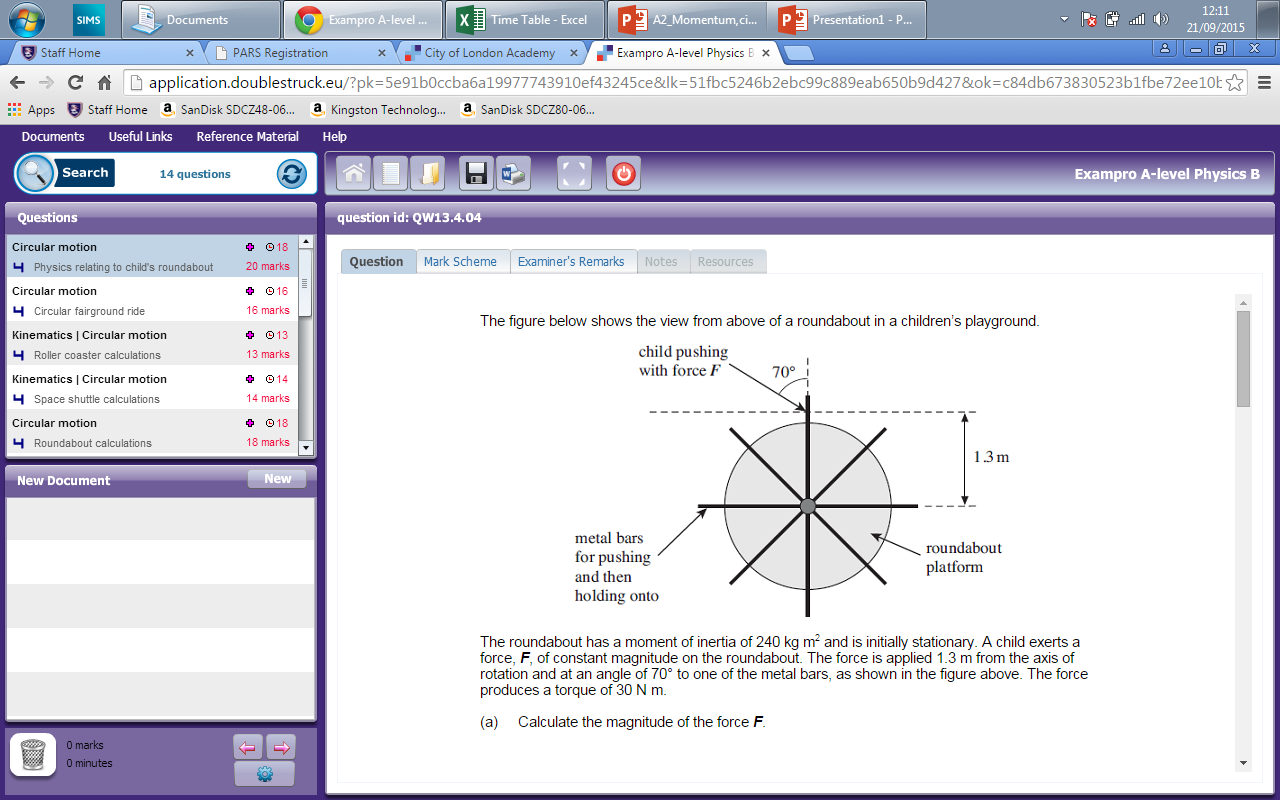 SIMS
Documents
Exampro A-level ...
Time Table - Excel
A2_Momentum,ci...
Presentation1 - P...
12:11
21/09/2015
Staff Home
PARS Registration
City of London Academy
Exampro A-level Physics B
application.doublestruck.eu/?pk=5e91b0ccba6a19977743910ef43245ce&lk=51fbc5246b2ebc99c889eab650b9d427&ok=c84db673830523b1fbe72ee10b
Apps
Staff Home
SanDisk SDCZ48-06...
Kingston Technolog...
SanDisk SDCZ80-06...
Documents
Useful Links
Reference Material
Help
Search
14 questions
Exampro A-level Physics B
Questions
Circular motion 18
Physics relating to child's roundabout 20 marks
Circular motion 16
Circular fairground ride 16 marks
Kinematics | Circular motion 13
Roller coaster calculations 13 marks
Kinematics | Circular motion 14
Space shuttle calculations 14 marks
Circular motion 18
Roundabout calculations 18 marks
New Document
New
0 marks
0 minutes
question id: QW13.4.04
Question
Mark Scheme
Examiner's Remarks
Notes
Resources
The figure below shows the view from above of a roundabout in a children's playground.
child pushing
with force F
70°
1.3 m
metal bars
for pushing
and then
holding onto
roundabout
platform
The roundabout has a moment of inertia of 240 kg m² and is initially stationary. A child exerts a
force, F, of constant magnitude on the roundabout. The force is applied 1.3 m from the axis of
rotation and at an angle of 70° to one of the metal bars, as shown in the figure above. The force
produces a torque of 30 N m.
(a) Calculate the magnitude of the force F.